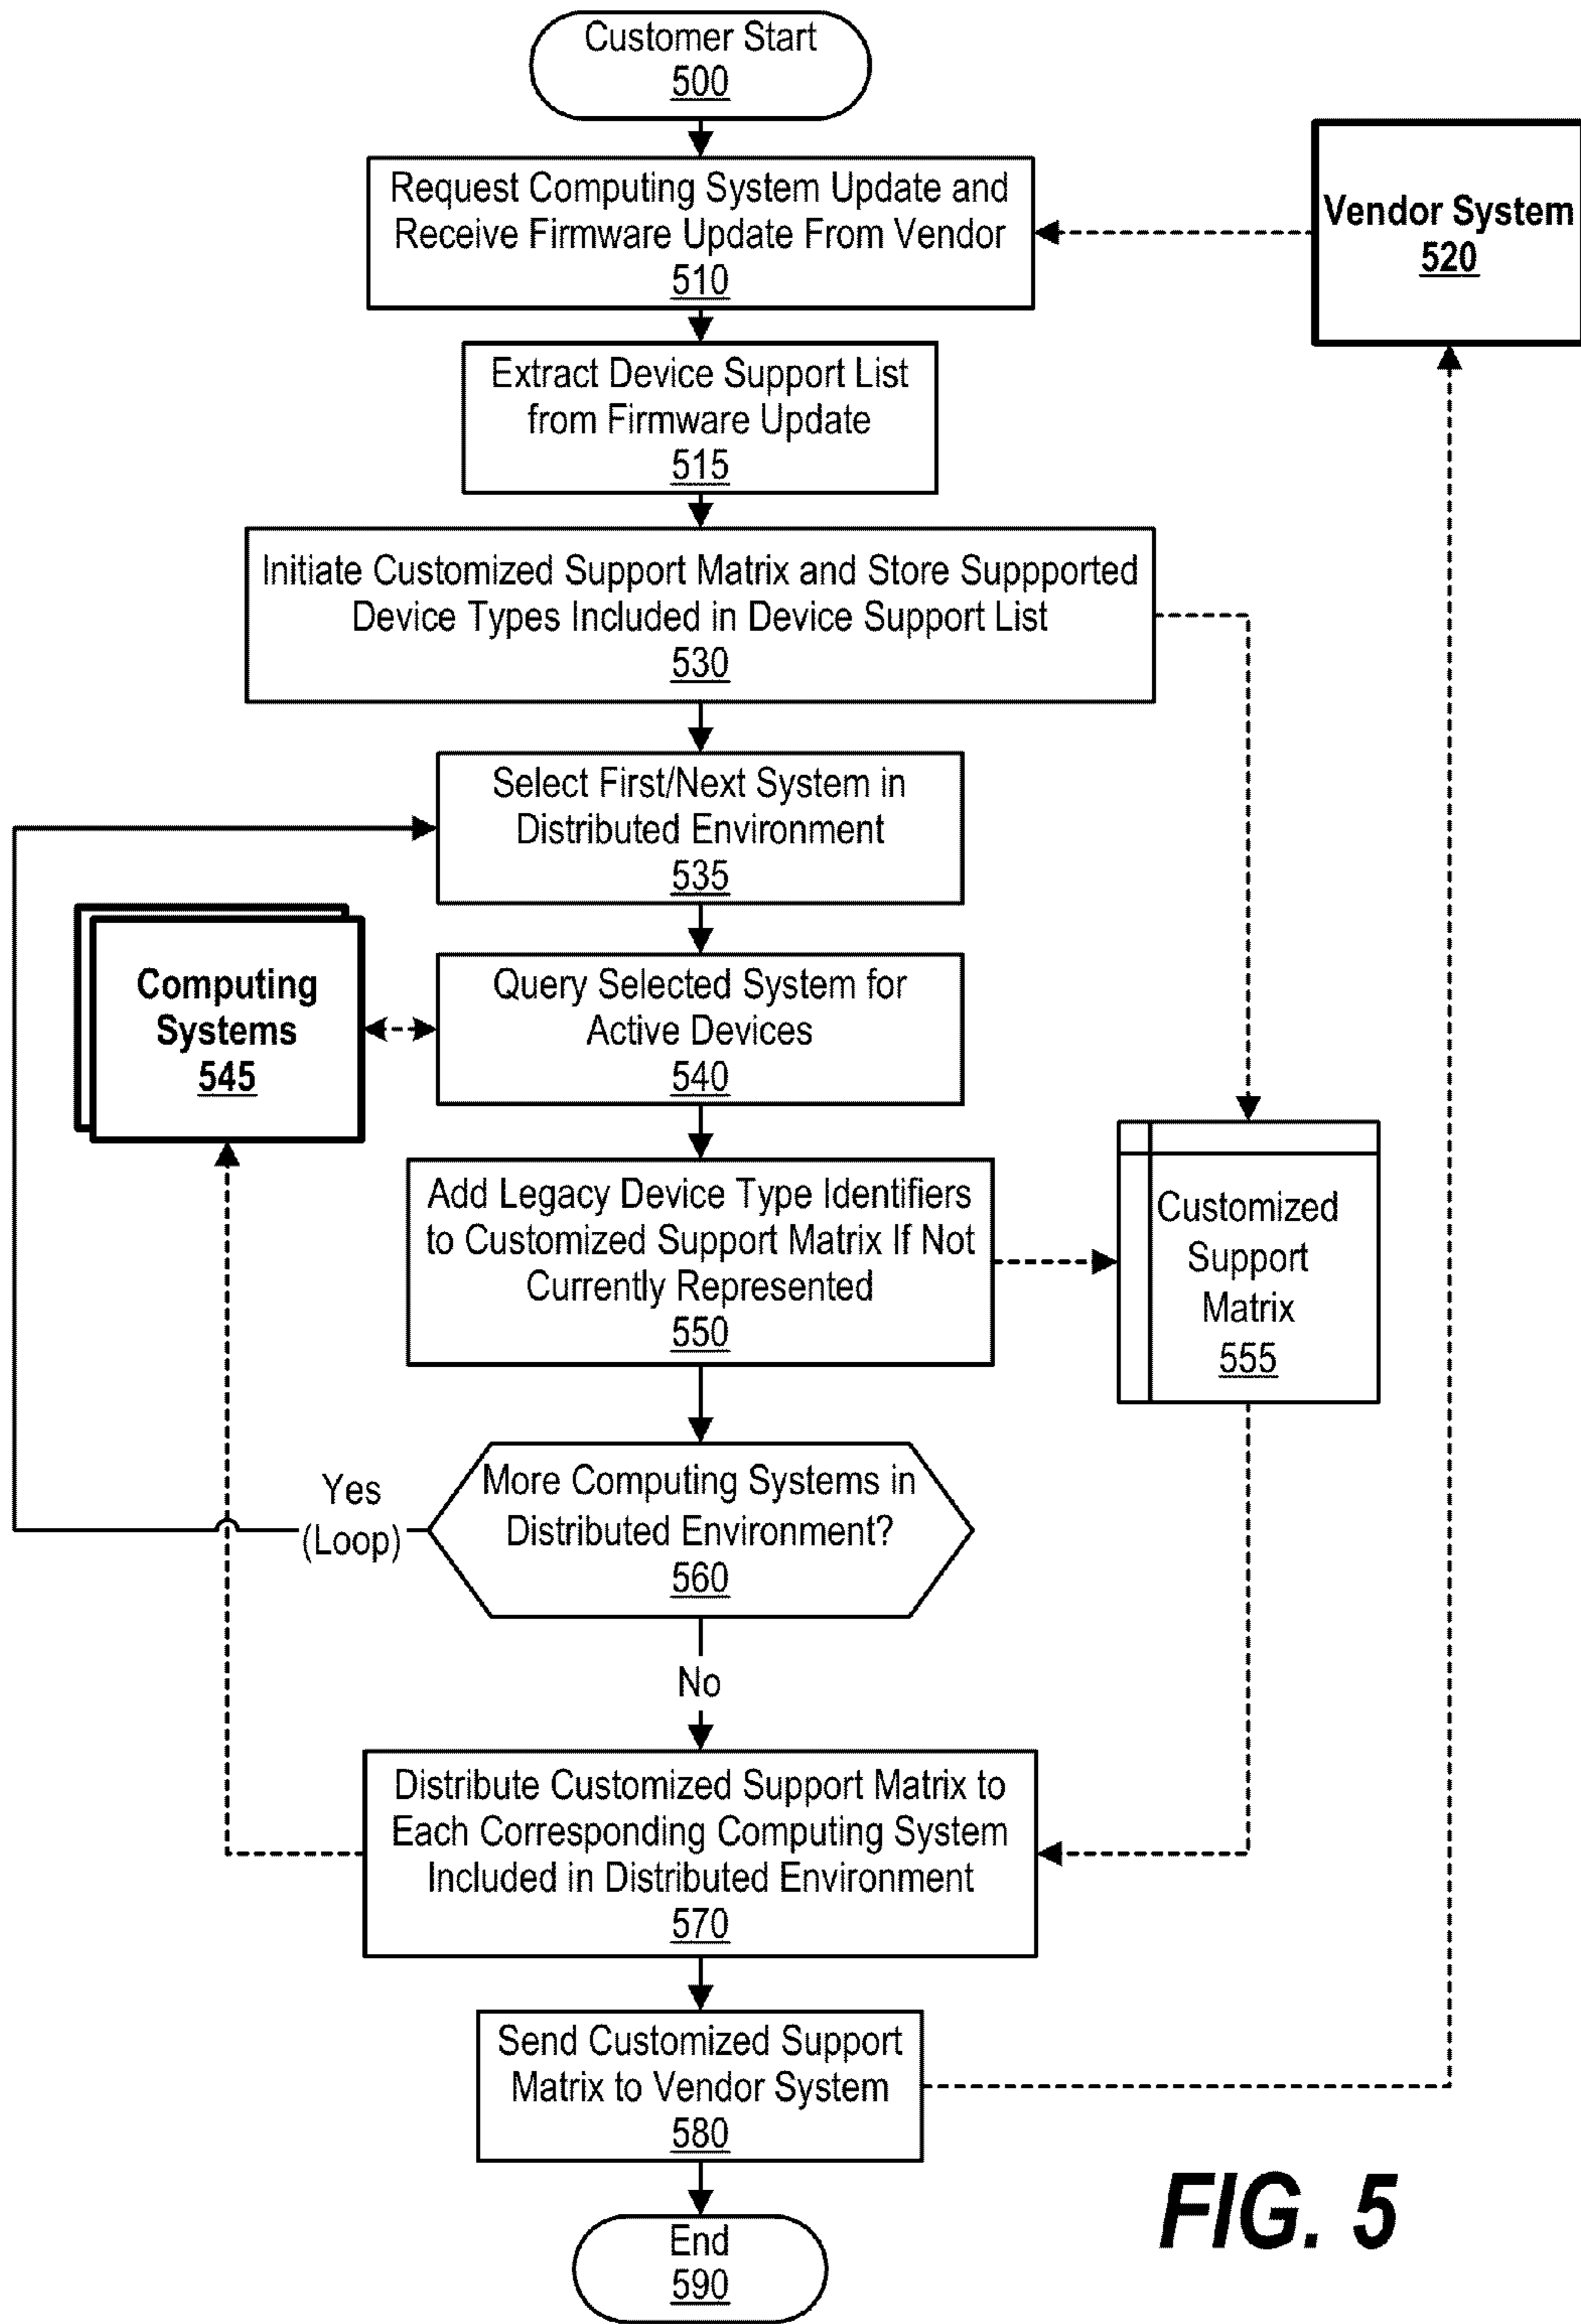 Customer Start
500
Request Computing System Update and
Receive Firmware Update From Vendor
510
Vendor System
520
Extract Device Support List
from Firmware Update
515
Initiate Customized Support Matrix and Store Suppported
Device Types Included in Device Support List
530
Select First/Next System in
Distributed Environment
535
Computing
Systems
545
Query Selected System for
Active Devices
540
Add Legacy Device Type Identifiers
to Customized Support Matrix If Not
Currently Represented
550
Customized
Support
Matrix
555
More Computing Systems in
Distributed Environment?
560
Yes
(Loop)
No
Distribute Customized Support Matrix to
Each Corresponding Computing System
Included in Distributed Environment
570
Send Customized Support
Matrix to Vendor System
580
End
590
FIG. 5